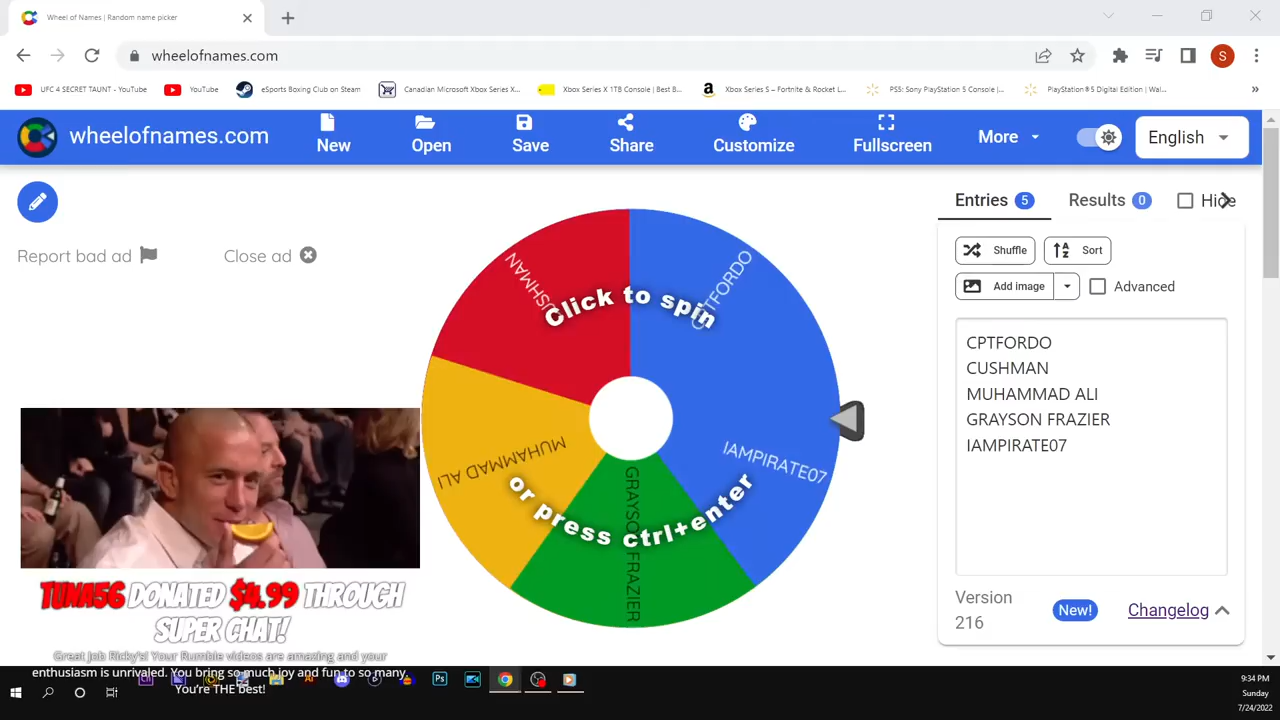 Wheel of Names | Random name picker
wheelofnames.com
UFC 4 SECRET TAUNT - YouTube
YouTube
eSports Boxing Club on Steam
Canadian Microsoft Xbox Series X...
Xbox Series X 1TB Console | Best B...
Xbox Series S – Fortnite & Rocket L...
PS5: Sony PlayStation 5 Console |...
PlayStation®5 Digital Edition | Wal...
»
S
wheelofnames.com
New
Open
Save
Share
Customize
Fullscreen
More
English
Report bad ad
Close ad
Entries 5
Results 0
Hide
Shuffle
Sort
Add image
Advanced
CPTFORDO
CUSHMAN
MUHAMMAD ALI
GRAYSON FRAZIER
IAMPIRATE07
Click to spin
or press ctrl+enter
CPTFORDO
CUSHMAN
MUHAMMAD ALI
GRAYSON FRAZIER
IAMPIRATE07
Version
216
New!
Changelog
TUNA56 DONATED $4.99 THROUGH
SUPER CHAT!
Great job Ricky's! Your Rumble videos are amazing and your
enthusiasm is unrivaled. You bring so much joy and fun to so many.
You're THE best!
Ps
9:34 PM
Sunday
7/24/2022